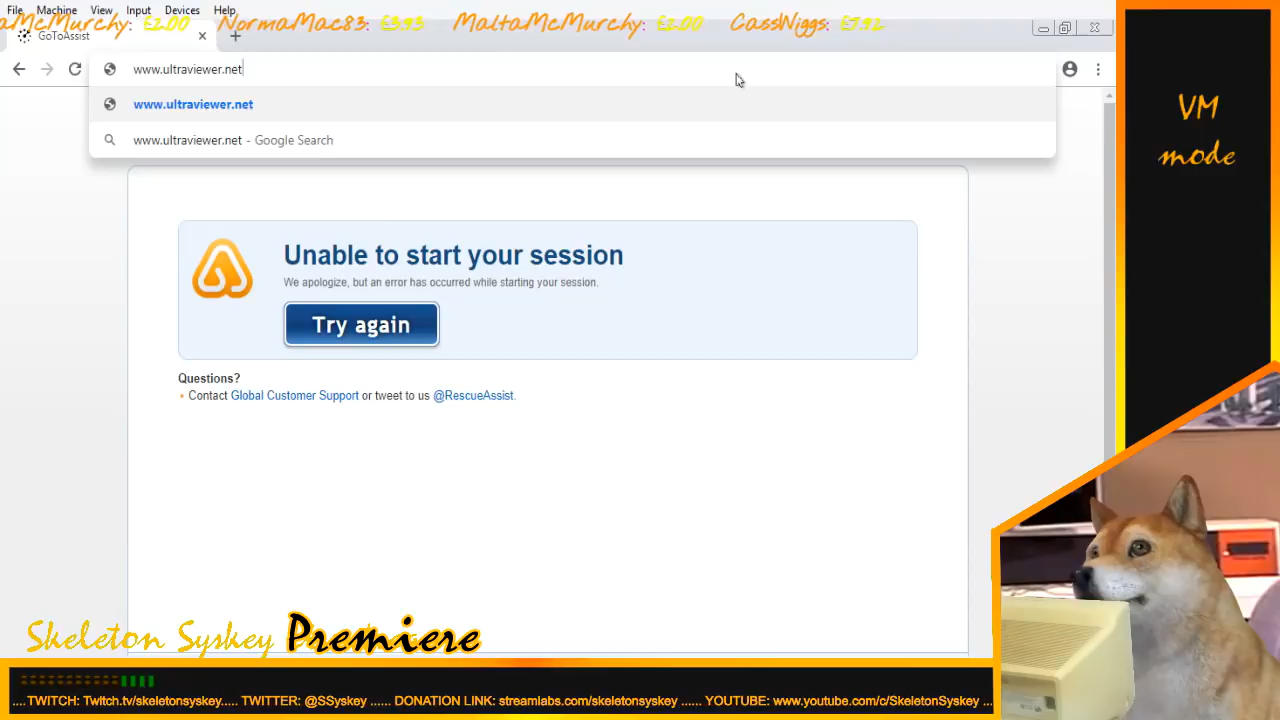 File Machine View Input Devices Help
aMcMurchy: £2.00 NormaMac83: £3.93 MaltaMcMurchy: £2.00 CassWiggs: £7.92
GoToAssist
www.ultraviewer.net
www.ultraviewer.net
www.ultraviewer.net - Google Search
VM
mode
Unable to start your session
We apologize, but an error has occurred while starting your session.
Try again
Questions?
• Contact Global Customer Support or tweet to us @RescueAssist.
Skeleton Syskey Premiere
.... TWITCH: Twitch.tv/skeletonsyskey..... TWITTER: @SSyskey .... DONATION LINK: streamlabs.com/skeletonsyskey .... YOUTUBE: www.youtube.com/c/SkeletonSyskey ...